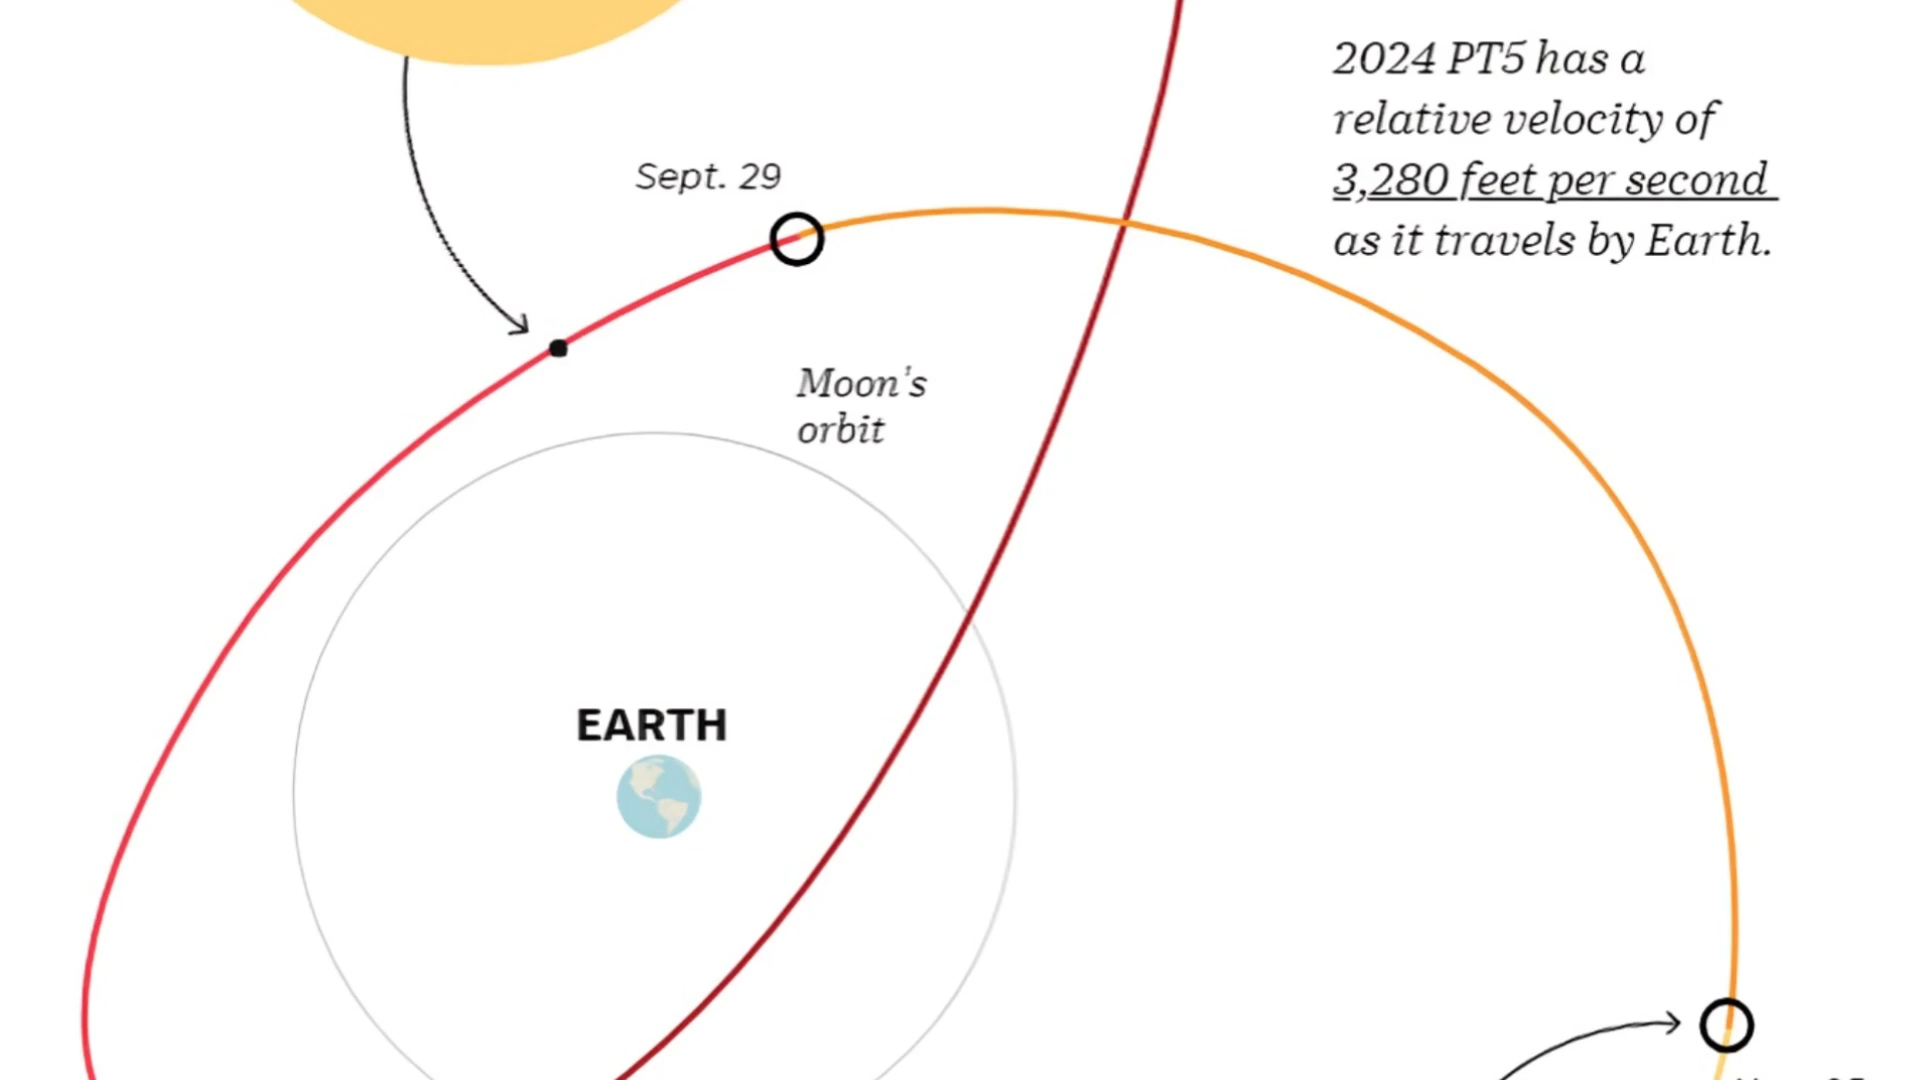 2024 PT5 has a
relative velocity of
3,280 feet per second
as it travels by Earth.
Sept. 29
Moon's
orbit
EARTH